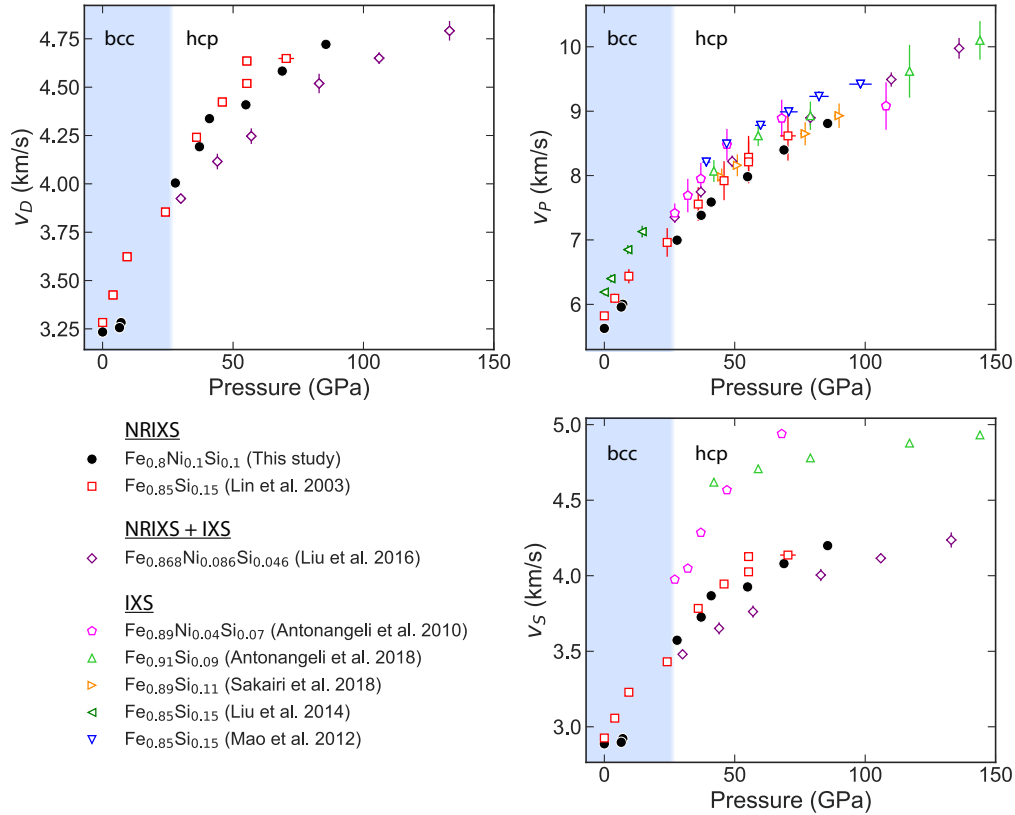 bcc
hcp
4.75
4.50
4.25
4.00
3.75
3.50
3.25
v_D (km/s)
0
50
100
150
Pressure (GPa)
bcc
hcp
10
9
8
7
6
v_P (km/s)
0
50
100
150
Pressure (GPa)
NRIXS
Fe0.8Ni0.1Si0.1 (This study)
Fe0.85Si0.15 (Lin et al. 2003)
NRIXS + IXS
Fe0.868Ni0.086Si0.046 (Liu et al. 2016)
IXS
Fe0.89Ni0.04Si0.07 (Antonangeli et al. 2010)
Fe0.91Si0.09 (Antonangeli et al. 2018)
Fe0.89Si0.11 (Sakairi et al. 2018)
Fe0.85Si0.15 (Liu et al. 2014)
Fe0.85Si0.15 (Mao et al. 2012)
bcc
hcp
5.0
4.5
4.0
3.5
3.0
v_S (km/s)
0
50
100
150
Pressure (GPa)